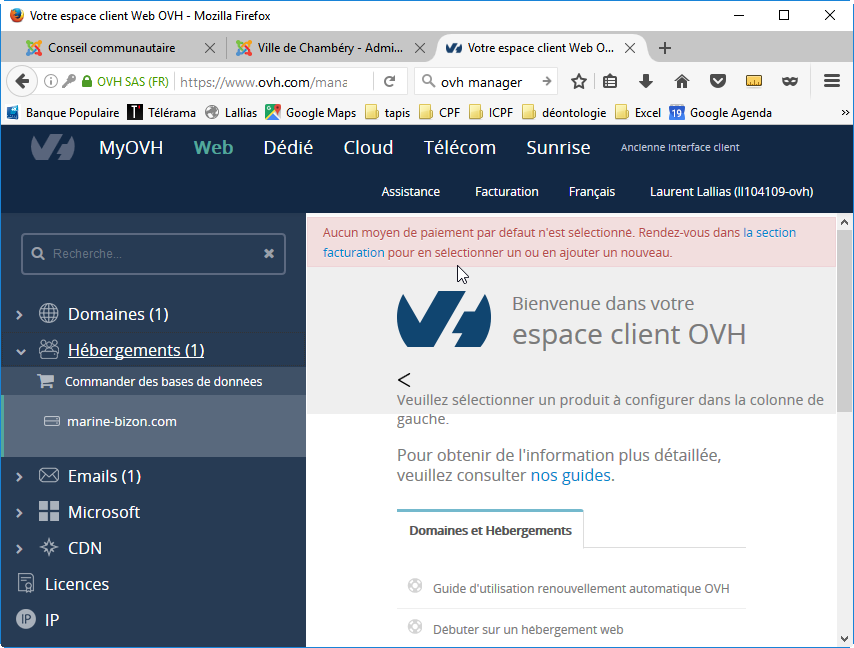 Votre espace client Web OVH - Mozilla Firefox
Conseil communautaire
Ville de Chambéry - Admi...
Votre espace client Web O...
OVH SAS (FR)
https://www.ovh.com/mana
ovh manager
Banque Populaire
Télérama
Lallias
Google Maps
tapis
CPF
ICPF
déontologie
Excel
19
Google Agenda
MyOVH
Web
Dédié
Cloud
Télécom
Sunrise
Ancienne interface client
Assistance
Facturation
Français
Laurent Lallias (ll104109-ovh)
Recherche...
Domaines (1)
Hébergements (1)
Commander des bases de données
marine-bizon.com
Emails (1)
Microsoft
CDN
Licences
IP
IP
Aucun moyen de paiement par défaut n'est sélectionné. Rendez-vous dans la section
facturation pour en sélectionner un ou en ajouter un nouveau.
Bienvenue dans votre
espace client OVH
<
Veuillez sélectionner un produit à configurer dans la colonne de
gauche.
Pour obtenir de l'information plus détaillée,
veuillez consulter nos guides.
Domaines et Hébergements
Guide d'utilisation renouvellement automatique OVH
Débuter sur un hébergement web